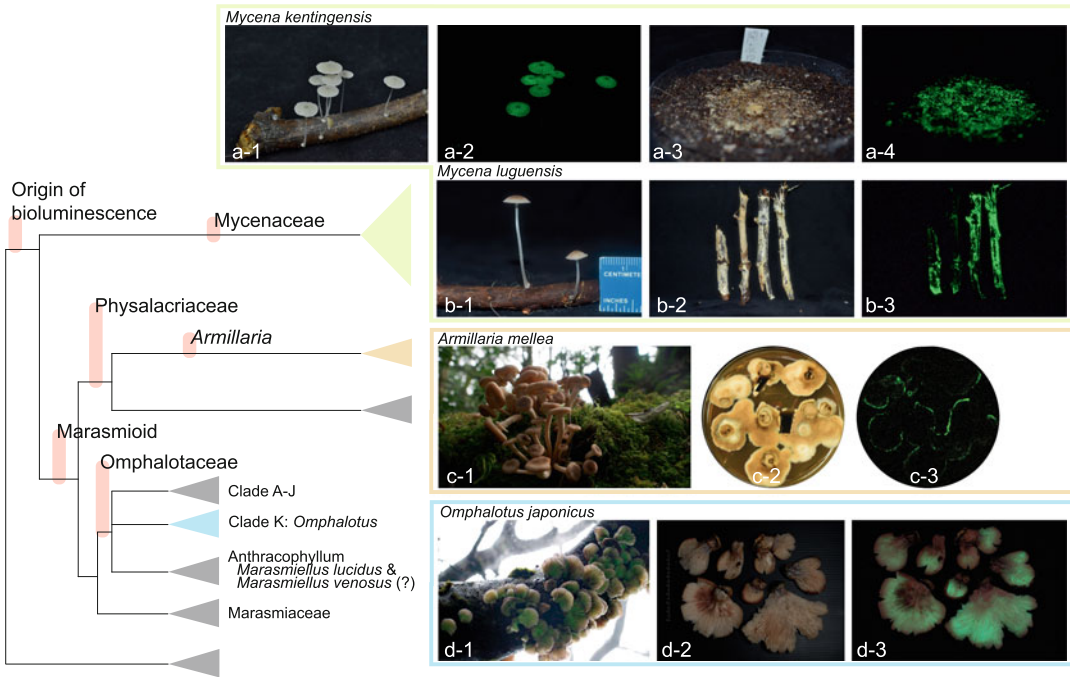 Mycena kentingensis
a-1
a-2
a-3
a-4
Mycena luguensis
b-1
CENTIMETE
INCHES
b-2
b-3
Origin of
bioluminescence
Mycenaceae
Physalacriaceae
Armillaria
Marasmioid
Omphalotaceae
Clade A-J
Clade K: Omphalotus
Anthracophyllum
Marasmiellus lucidus &
Marasmiellus venosus (?)
Marasmiaceae
Armillaria mellea
c-1
c-2
c-3
Omphalotus japonicus
d-1
d-2
d-3